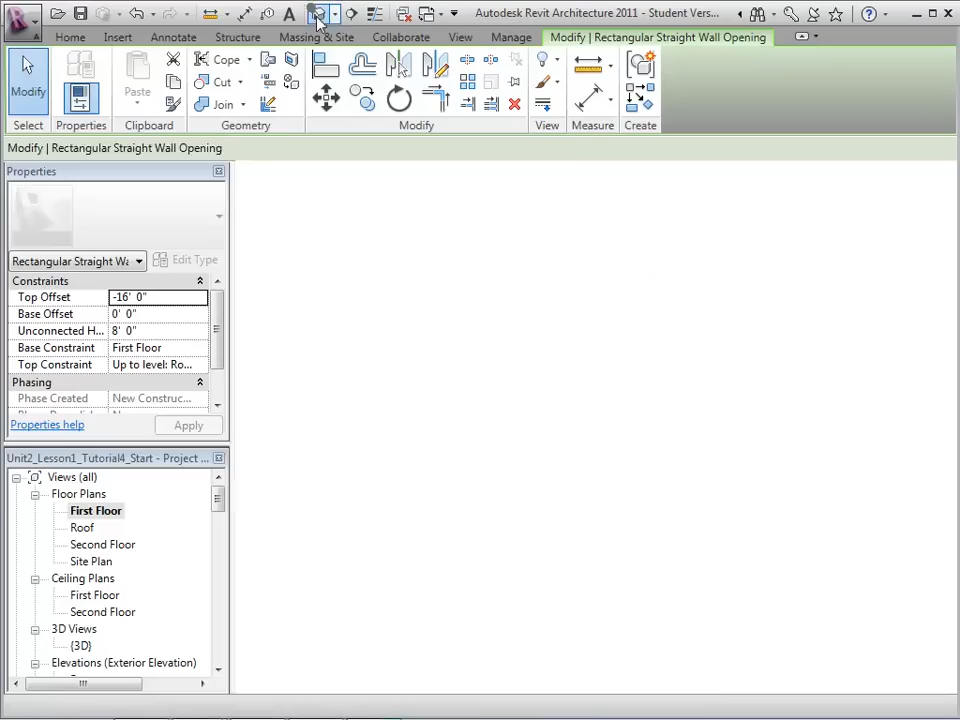 Autodesk Revit Architecture 2011 - Student Vers...
Home Insert Annotate Structure Massing & Site Collaborate View Manage Modify | Rectangular Straight Wall Opening
Modify Paste Cope Cut Join
Select Properties Clipboard Geometry Modify View Measure Create
Modify | Rectangular Straight Wall Opening
Properties
Rectangular Straight Wa Edit Type
Constraints
Top Offset -16' 0"
Base Offset 0' 0"
Unconnected H... 8' 0"
Base Constraint First Floor
Top Constraint Up to level: Ro...
Phasing
Phase Created New Construc...
Properties help Apply
Unit2_Lesson1_Tutorial4_Start - Project ...
Views (all)
Floor Plans
First Floor
Roof
Second Floor
Site Plan
Ceiling Plans
First Floor
Second Floor
3D Views
{3D}
Elevations (Exterior Elevation)